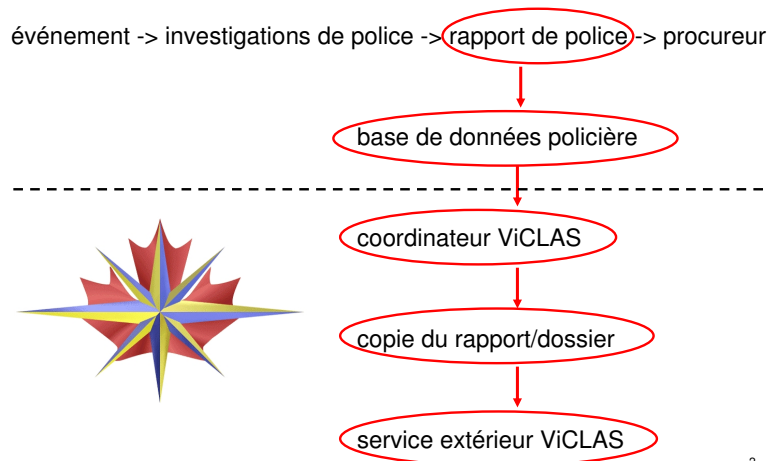 événement -> investigations de police -> rapport de police -> procureur
base de données policière
coordinateur ViCLAS
copie du rapport/dossier
service extérieur ViCLAS